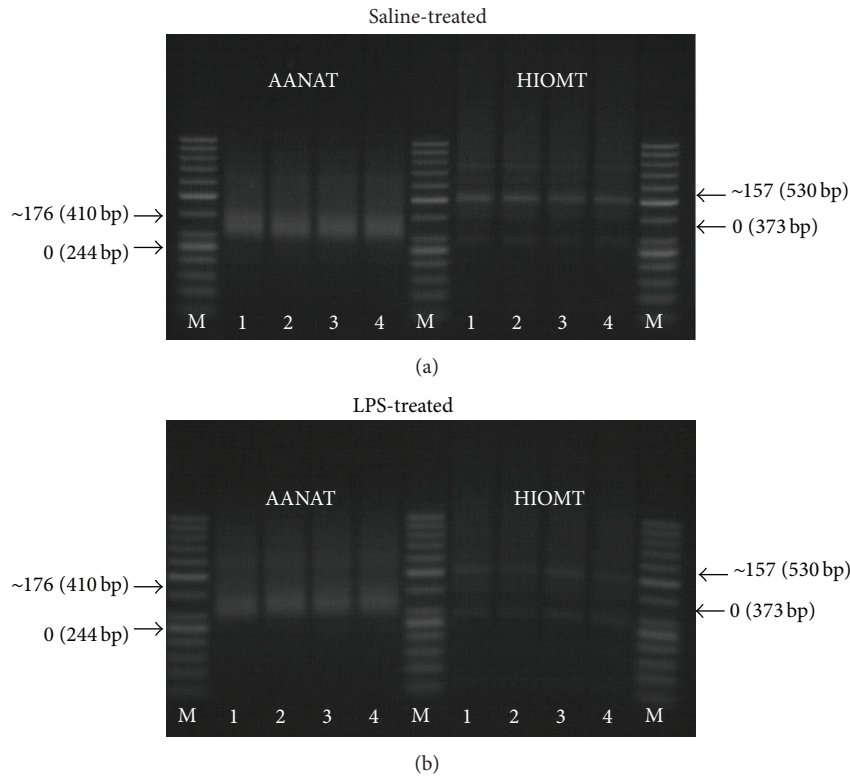 Saline-treated
AANAT HIOMT
~176 (410 bp)
0 (244 bp)
~157 (530 bp)
0 (373 bp)
M 1 2 3 4 M 1 2 3 4 M
(a)
LPS-treated
AANAT HIOMT
~176 (410 bp)
0 (244 bp)
~157 (530 bp)
0 (373 bp)
M 1 2 3 4 M 1 2 3 4 M
(b)